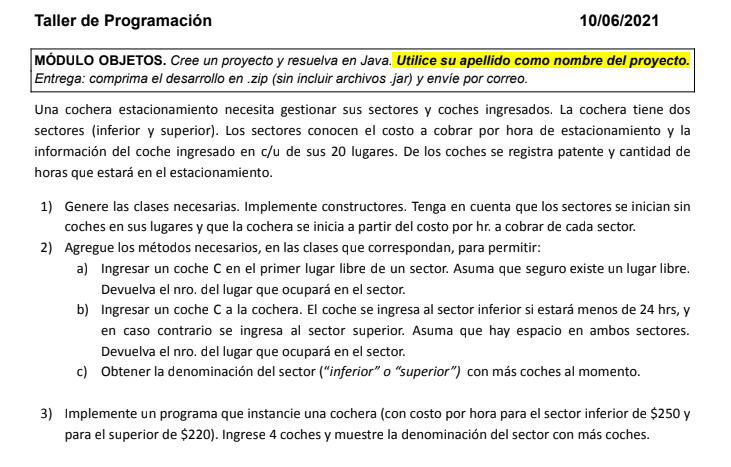 Taller de Programación 10/06/2021
MÓDULO OBJETOS. Cree un proyecto y resuelva en Java. Utilice su apellido como nombre del proyecto.
Entrega: comprima el desarrollo en .zip (sin incluir archivos .jar) y envíe por correo.
Una cochera estacionamiento necesita gestionar sus sectores y coches ingresados. La cochera tiene dos
sectores (inferior y superior). Los sectores conocen el costo a cobrar por hora de estacionamiento y la
información del coche ingresado en c/u de sus 20 lugares. De los coches se registra patente y cantidad de
horas que estará en el estacionamiento.
1) Genere las clases necesarias. Implemente constructores. Tenga en cuenta que los sectores se inician sin
coches en sus lugares y que la cochera se inicia a partir del costo por hr. a cobrar de cada sector.
2) Agregue los métodos necesarios, en las clases que correspondan, para permitir:
a) Ingresar un coche C en el primer lugar libre de un sector. Asuma que seguro existe un lugar libre.
Devuelva el nro. del lugar que ocupará en el sector.
b) Ingresar un coche C a la cochera. El coche se ingresa al sector inferior si estará menos de 24 hrs, y
en caso contrario se ingresa al sector superior. Asuma que hay espacio en ambos sectores.
Devuelva el nro. del lugar que ocupará en el sector.
c) Obtener la denominación del sector (“inferior” o “superior”) con más coches al momento.
3) Implemente un programa que instancie una cochera (con costo por hora para el sector inferior de $250 y
para el superior de $220). Ingrese 4 coches y muestre la denominación del sector con más coches.